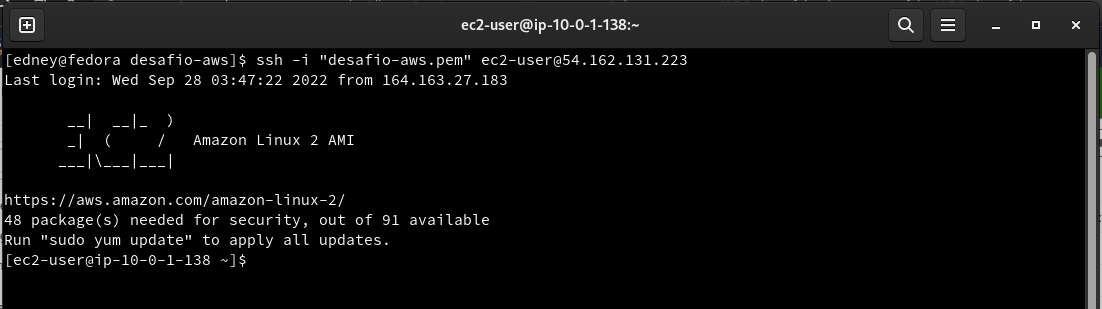 ec2-user@ip-10-0-1-138:~
[edney@fedora desafio-aws]$ ssh -i "desafio-aws.pem" ec2-user@54.162.131.223
Last login: Wed Sep 28 03:47:22 2022 from 164.163.27.183
       __|  __|_  )
       _|  (     /   Amazon Linux 2 AMI
      ___|\___|___|
https://aws.amazon.com/amazon-linux-2/
48 package(s) needed for security, out of 91 available
Run "sudo yum update" to apply all updates.
[ec2-user@ip-10-0-1-138 ~]$